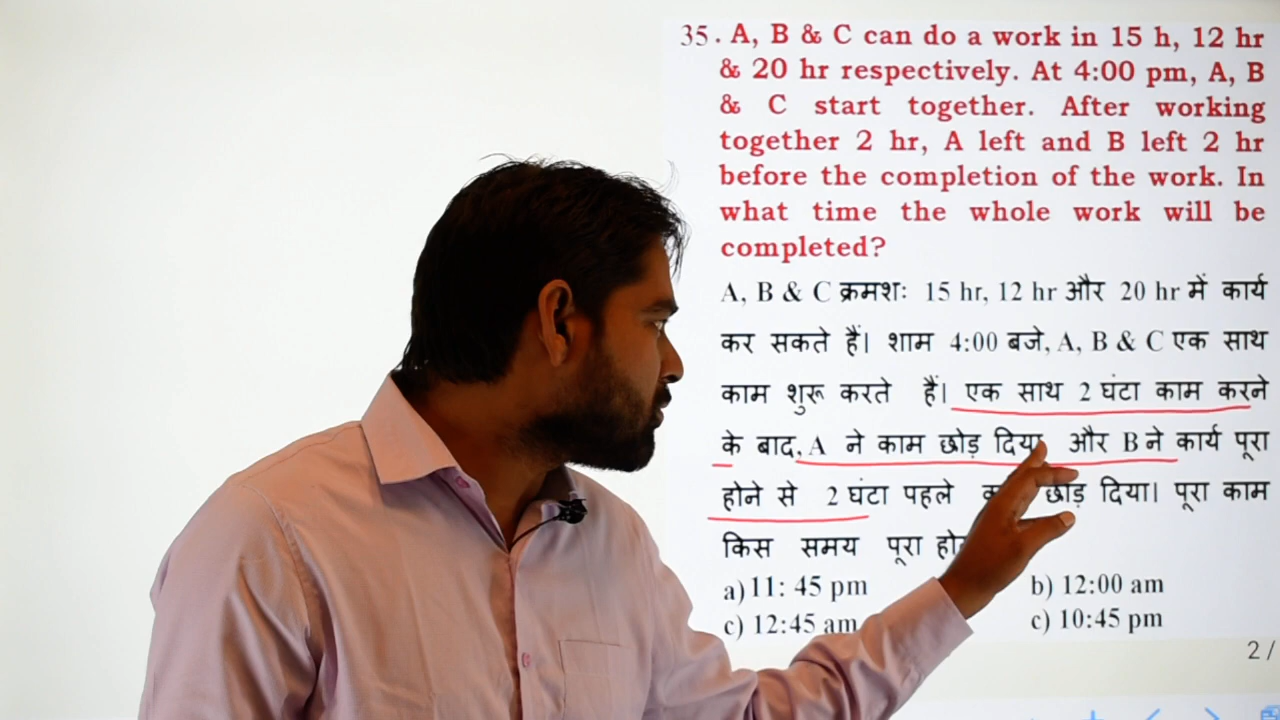 35. A, B & C can do a work in 15 h, 12 hr
& 20 hr respectively. At 4:00 pm, A, B
& C start together. After working
together 2 hr, A left and B left 2 hr
before the completion of the work. In
what time the whole work will be
completed?
A, B & C क्रमशः 15 hr, 12 hr और 20 hr में कार्य
कर सकते हैं। शाम 4:00 बजे, A, B & C एक साथ
काम शुरू करते हैं। एक साथ 2 घंटा काम करने
के बाद, A ने काम छोड़ दिया और B ने कार्य पूरा
होने से 2 घंटा पहले छोड़ दिया। पूरा काम
किस समय पूरा
a) 11: 45 pm b) 12:00 am
c) 12:45 am c) 10:45 pm
2 /